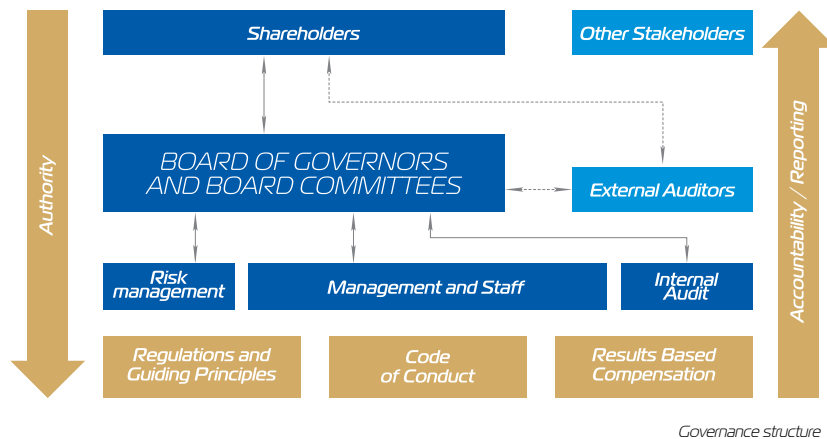 Shareholders
Other Stakeholders
BOARD OF GOVERNORS
AND BOARD COMMITTEES
External Auditors
Authority
Accountability / Reporting
Risk
management
Management and Staff
Internal
Audit
Regulations and
Guiding Principles
Code
of Conduct
Results Based
Compensation
Governance structure